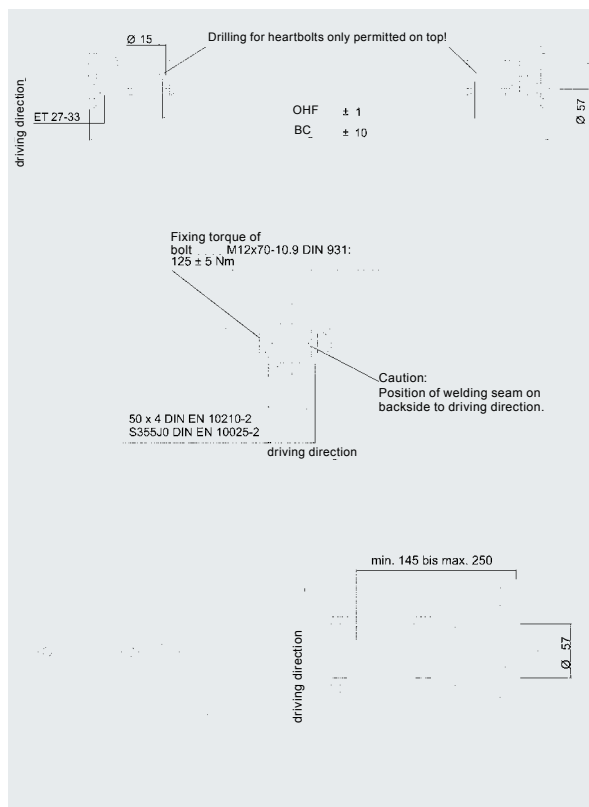 Ø 15
Drilling for heartbolts only permitted on top!
driving direction
ET 27-33
OHF ± 1
BC ± 10
Ø 57
Fixing torque of
bolt M12x70-10.9 DIN 931:
125 ± 5 Nm
Caution:
Position of welding seam on
backside to driving direction.
50 x 4 DIN EN 10210-2
S355J0 DIN EN 10025-2
driving direction
min. 145 bis max. 250
driving direction
Ø 57